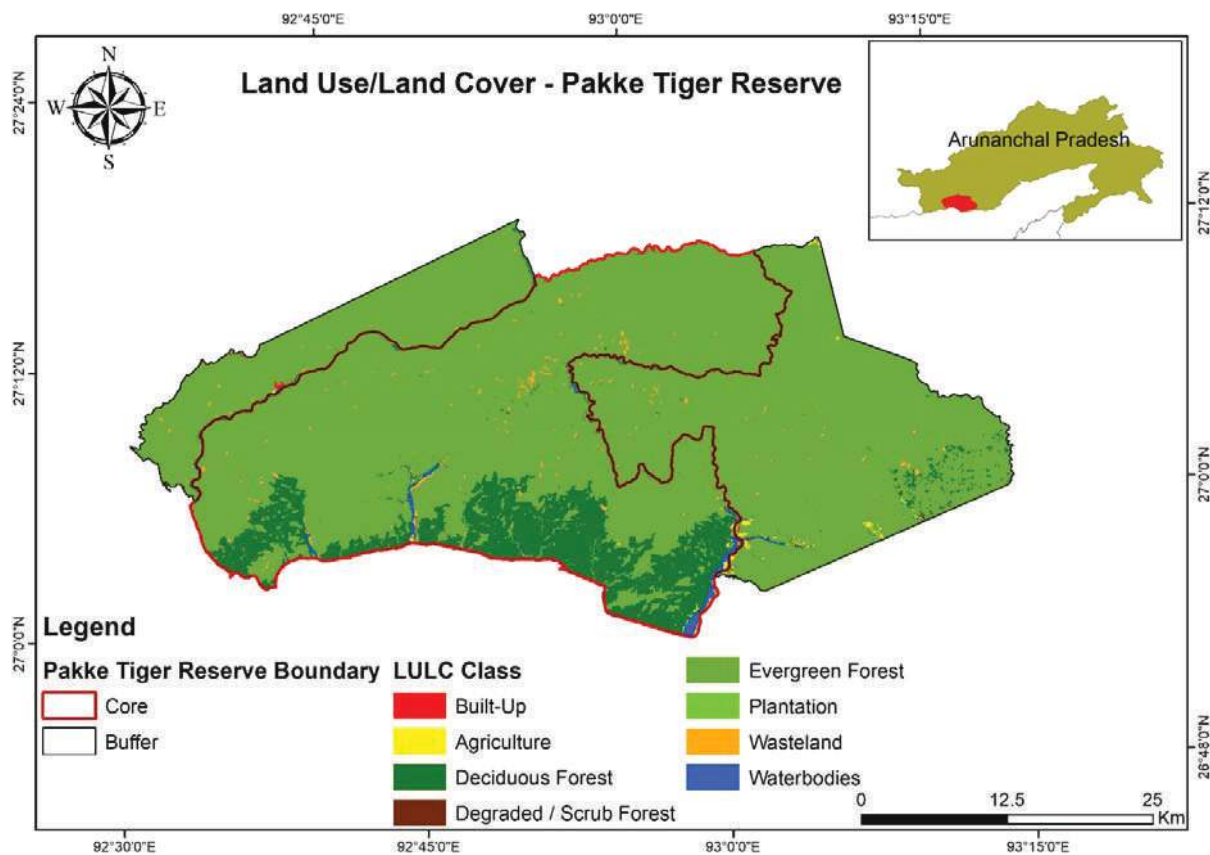 92°45'0"E
93°0'0"E
93°15'0"E
N
W
E
S
Land Use/Land Cover - Pakke Tiger Reserve
Arunanchal Pradesh
27°24'0"N
27°12'0"N
27°12'0"N
27°0'0"N
27°0'0"N
26°48'0"N
Legend
Pakke Tiger Reserve Boundary
Core
Buffer
LULC Class
Built-Up
Agriculture
Deciduous Forest
Degraded / Scrub Forest
Evergreen Forest
Plantation
Wasteland
Waterbodies
0 12.5 25
Km
92°30'0"E
92°45'0"E
93°0'0"E
93°15'0"E